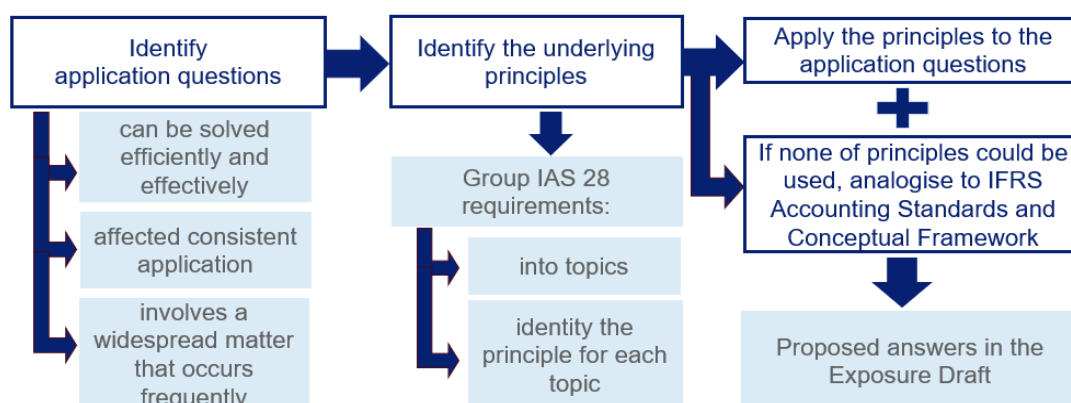 Identify
application questions
can be solved
efficiently and
effectively
affected consistent
application
involves a
widespread matter
that occurs
frequently
Identify the underlying
principles
Group IAS 28
requirements:
into topics
identity the
principle for each
topic
Apply the principles to the
application questions
If none of principles could be
used, analogise to IFRS
Accounting Standards and
Conceptual Framework
Proposed answers in the
Exposure Draft